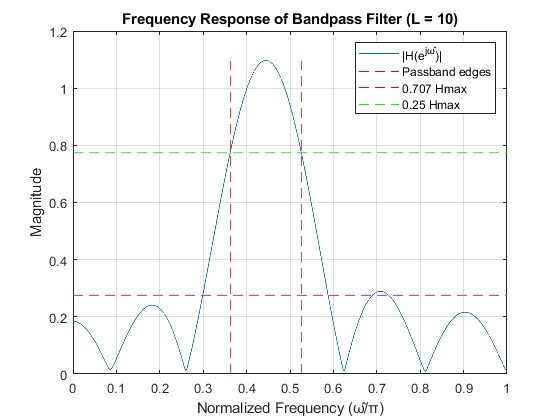 Frequency Response of Bandpass Filter (L = 10)
1.2
1
0.8
0.6
0.4
0.2
0
Magnitude
|H(e^jω̂)|
Passband edges
0.707 Hmax
0.25 Hmax
0 0.1 0.2 0.3 0.4 0.5 0.6 0.7 0.8 0.9 1
Normalized Frequency (ω̂/π)